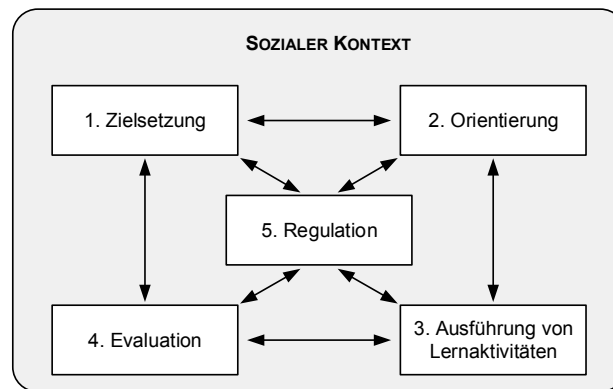 SOZIALER KONTEXT
1. Zielsetzung
2. Orientierung
5. Regulation
4. Evaluation
3. Ausführung von
Lernaktivitäten